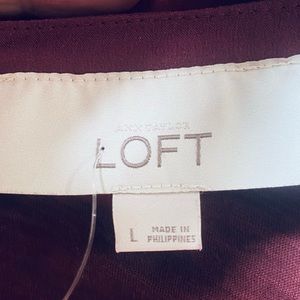 ANN TAYLOR
LOFT
L
MADE IN
PHILIPPINES